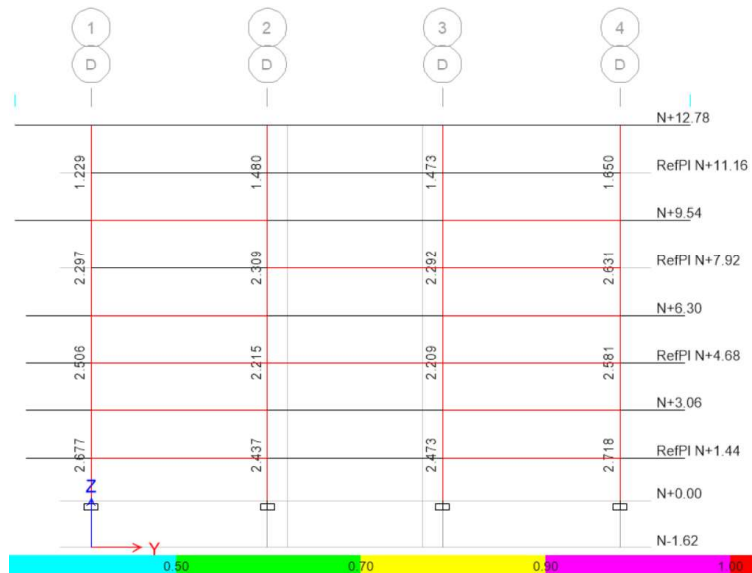 1 2 3 4
D D D D
N+12.78
1.229 1.480 1.473 1.650 RefPl N+11.16
N+9.54
2.297 2.309 2.292 2.631 RefPl N+7.92
N+6.30
2.506 2.215 2.209 2.581 RefPl N+4.68
N+3.06
2.677 2.437 2.473 2.718 RefPl N+1.44
Z
N+0.00
Y
N-1.62
0.50 0.70 0.90 1.00